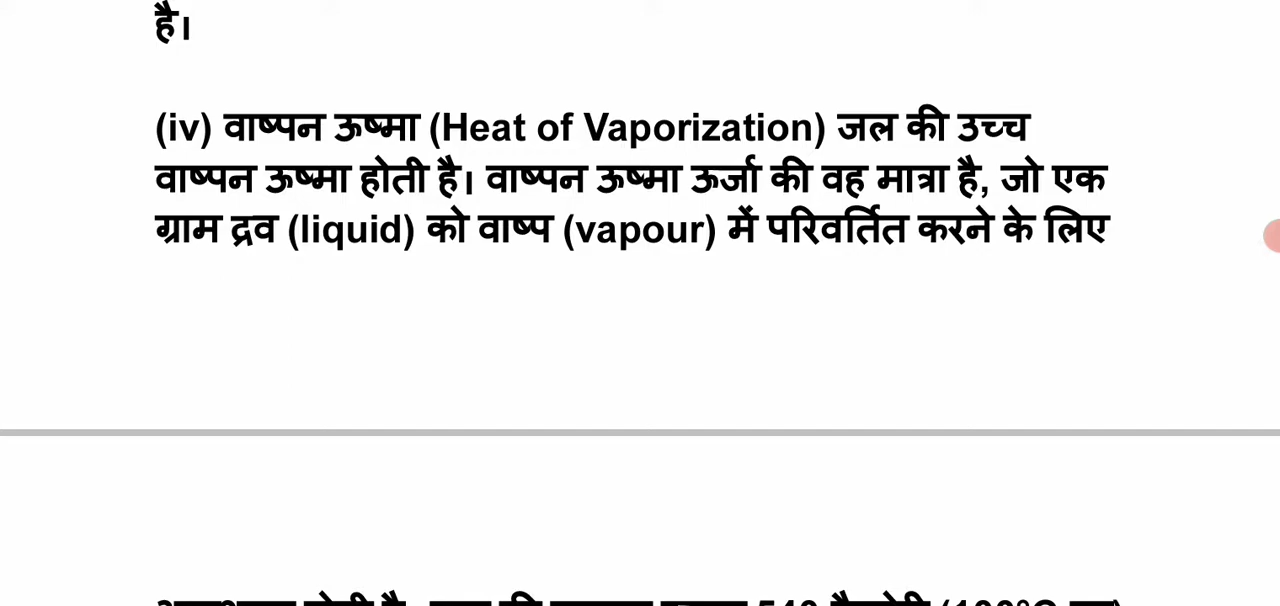 है।
(iv) वाष्पन ऊष्मा (Heat of Vaporization) जल की उच्च
वाष्पन ऊष्मा होती है। वाष्पन ऊष्मा ऊर्जा की वह मात्रा है, जो एक
ग्राम द्रव (liquid) को वाष्प (vapour) में परिवर्तित करने के लिए